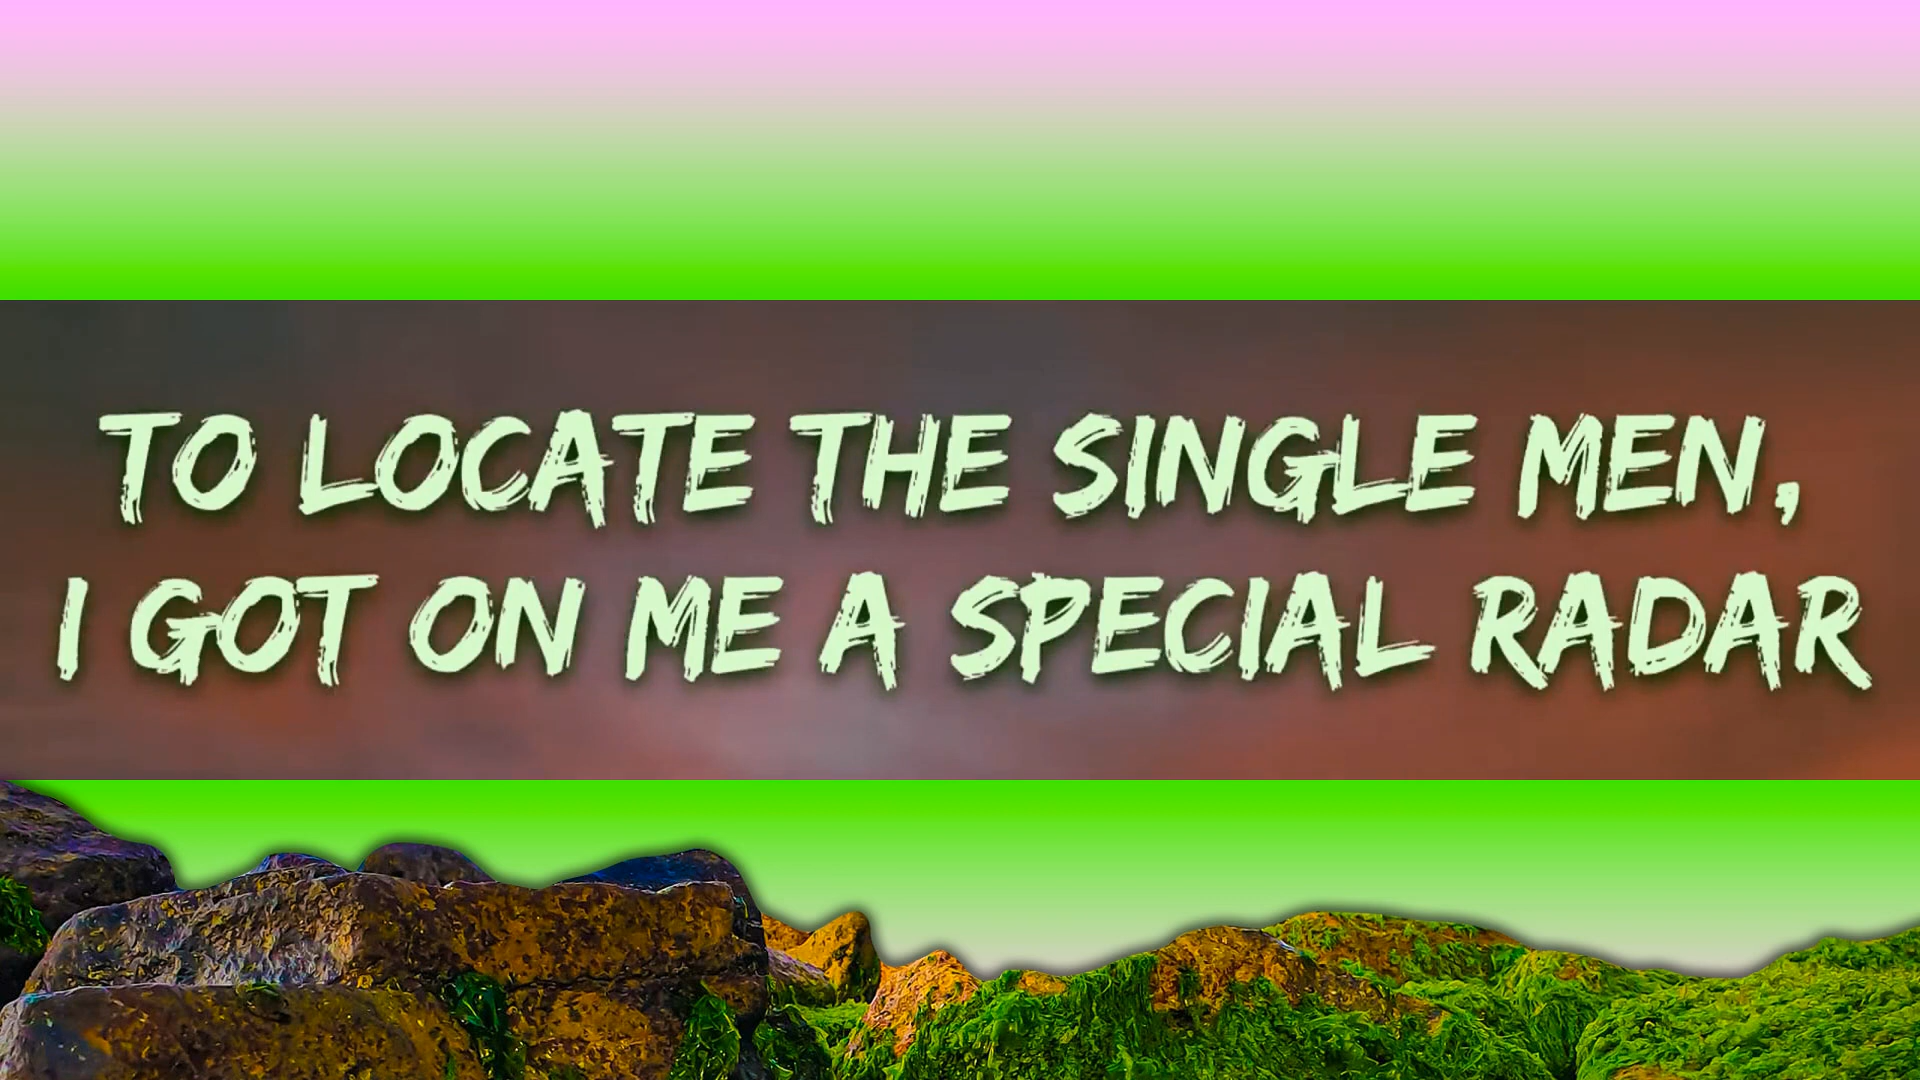 TO LOCATE THE SINGLE MEN,
I GOT ON ME A SPECIAL RADAR